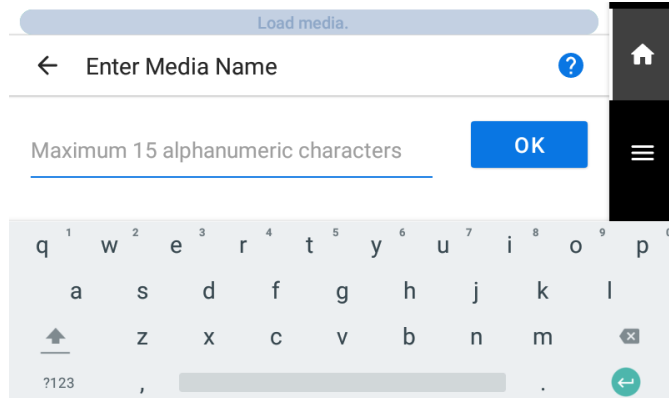 Load media.
Enter Media Name
Maximum 15 alphanumeric characters
OK
q 1 w 2 e 3 r 4 t 5 y 6 u 7 i 8 o 9 p 0
a s d f g h j k l
z x c v b n m
?123 , .